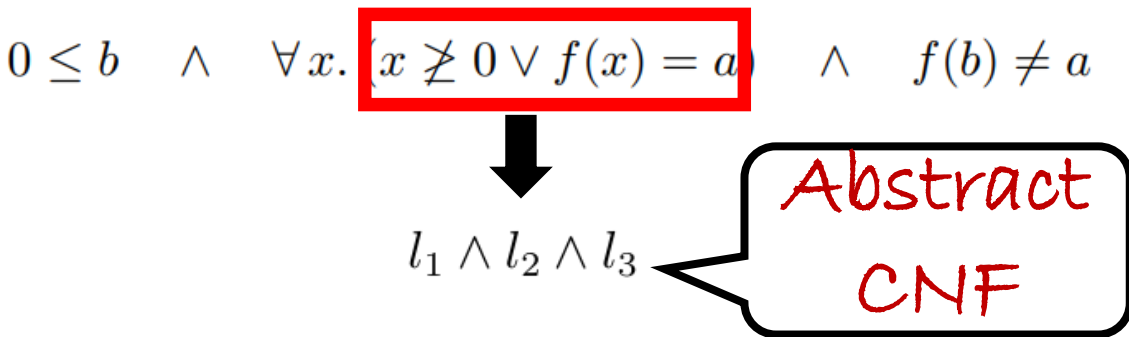 0 ≤ b ∧ ∀x. (x ≱ 0 ∨ f(x) = a) ∧ f(b) ≠ a
l₁ ∧ l₂ ∧ l₃
Abstract
CNF